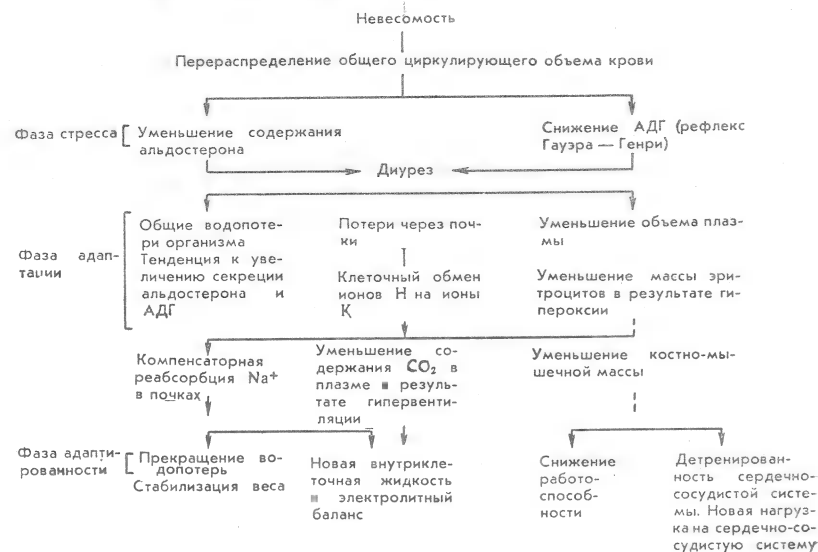 Невесомость
Перераспределение общего циркулирующего объема крови
Фаза стресса
Уменьшение содержания
альдостерона
Снижение АДГ (рефлекс
Гауэра — Генри)
Диурез
Фаза адап-
тации
Общие водопоте-
ри организма
Тенденция к уве-
личению секреции
альдостерона и
АДГ
Потери через поч-
ки
Клеточный обмен
ионов Н на ионы
К
Уменьшение объема плаз-
мы
Уменьшение массы эри-
троцитов в результате ги-
пероксии
Компенсаторная
реабсорбция Na+
в почках
Уменьшение со-
держания CO₂ в
плазме в резуль-
тате гипервенти-
ляции
Уменьшение костно-мы-
шечной массы
Фаза адапти-
рованности
Прекращение во-
допотерь
Стабилизация веса
Новая внутрикле-
точная жидкость
и электролитный
баланс
Снижение
работо-
способ-
ности
Детренирован-
ность сердечно-
сосудистой систе-
мы. Новая нагруз-
ка на сердечно-со-
судистую систему